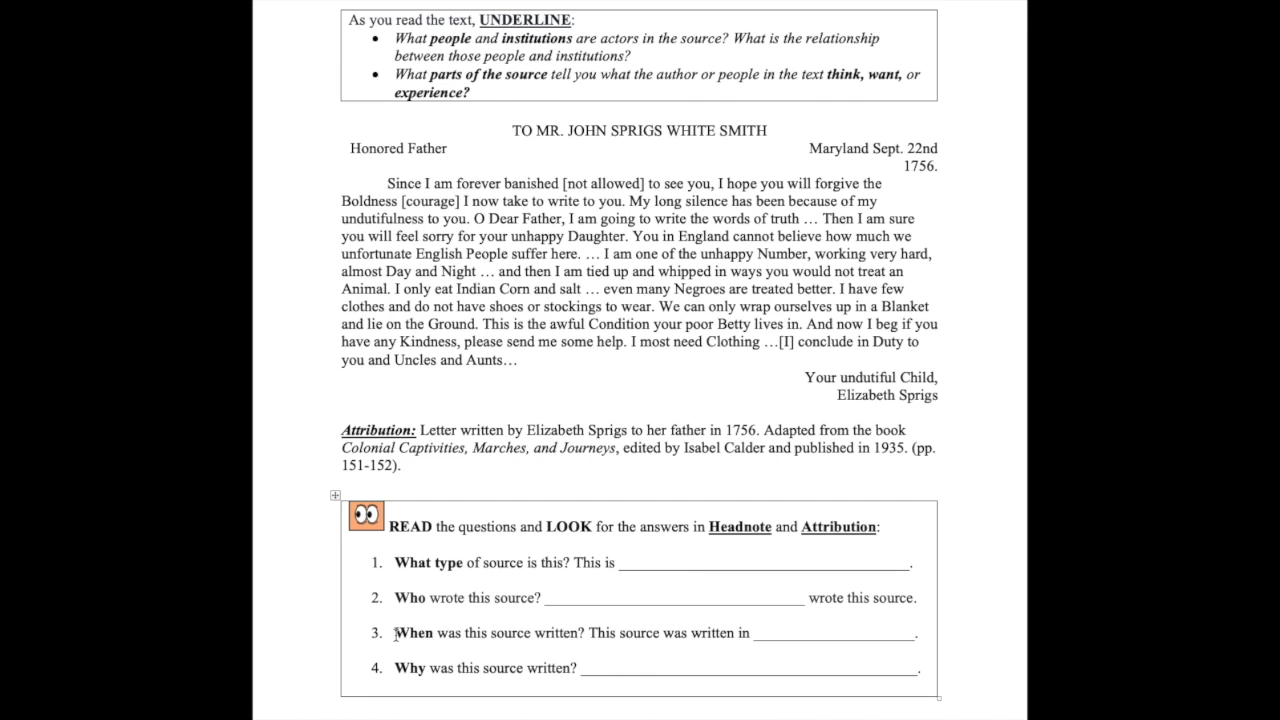 As you read the text, UNDERLINE:
• What people and institutions are actors in the source? What is the relationship
between those people and institutions?
• What parts of the source tell you what the author or people in the text think, want, or
experience?
TO MR. JOHN SPRIGS WHITE SMITH
Honored Father Maryland Sept. 22nd
1756.
Since I am forever banished [not allowed] to see you, I hope you will forgive the
Boldness [courage] I now take to write to you. My long silence has been because of my
undutifulness to you. O Dear Father, I am going to write the words of truth … Then I am sure
you will feel sorry for your unhappy Daughter. You in England cannot believe how much we
unfortunate English People suffer here. … I am one of the unhappy Number, working very hard,
almost Day and Night … and then I am tied up and whipped in ways you would not treat an
Animal. I only eat Indian Corn and salt … even many Negroes are treated better. I have few
clothes and do not have shoes or stockings to wear. We can only wrap ourselves up in a Blanket
and lie on the Ground. This is the awful Condition your poor Betty lives in. And now I beg if you
have any Kindness, please send me some help. I most need Clothing …[I] conclude in Duty to
you and Uncles and Aunts…
Your undutiful Child,
Elizabeth Sprigs
Attribution: Letter written by Elizabeth Sprigs to her father in 1756. Adapted from the book
Colonial Captivities, Marches, and Journeys, edited by Isabel Calder and published in 1935. (pp.
151-152).
READ the questions and LOOK for the answers in Headnote and Attribution:
1. What type of source is this? This is ____________________.
2. Who wrote this source? ____________________ wrote this source.
3. When was this source written? This source was written in ____________________.
4. Why was this source written? ____________________.